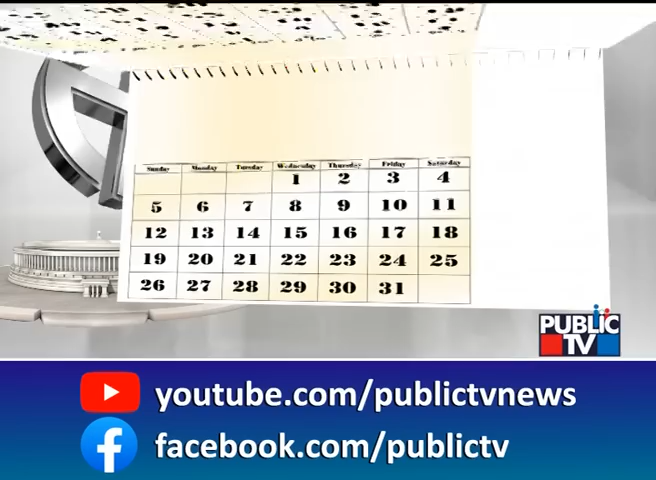 Sunday Monday Tuesday Wednesday Thursday Friday Saturday
1 2 3 4
5 6 7 8 9 10 11
12 13 14 15 16 17 18
19 20 21 22 23 24 25
26 27 28 29 30 31
PUBLIC
TV
youtube.com/publictvnews
facebook.com/publictv